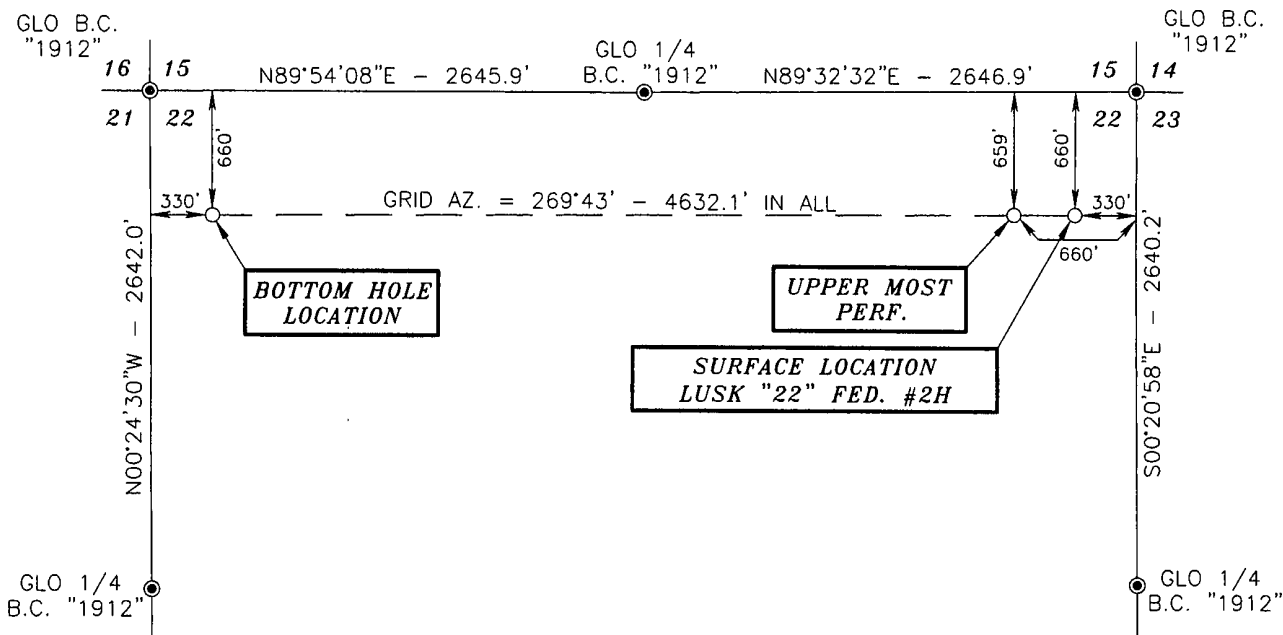 GLO B.C.
"1912"
GLO B.C.
"1912"
GLO 1/4
B.C. "1912"
16 15
N89°54'08"E - 2645.9'
N89°32'32"E - 2646.9'
15 14
21 22
22 23
660'
659'
660'
330'
GRID AZ. = 269°43' - 4632.1' IN ALL
330'
660'
N00°24'30"W - 2642.0'
S00°20'58"E - 2640.2'
BOTTOM HOLE
LOCATION
UPPER MOST
PERF.
SURFACE LOCATION
LUSK "22" FED. #2H
GLO 1/4
B.C. "1912"
GLO 1/4
B.C. "1912"